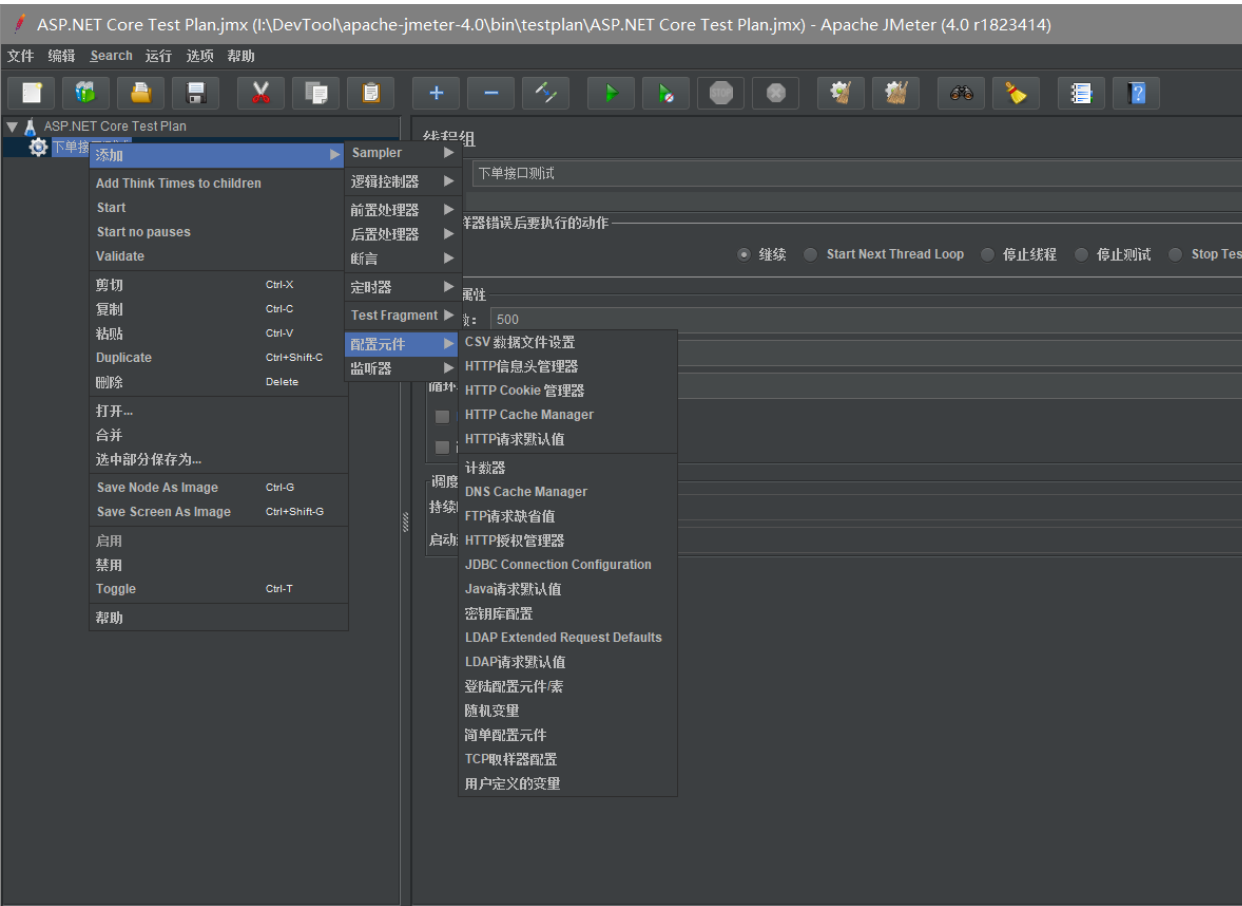 ASP.NET Core Test Plan.jmx (I:\DevTool\apache-jmeter-4.0\bin\testplan\ASP.NET Core Test Plan.jmx) - Apache JMeter (4.0 r1823414)
文件 编辑 Search 运行 选项 帮助
ASP.NET Core Test Plan
下单接
添加
Add Think Times to children
Start
Start no pauses
Validate
剪切 Ctrl-X
复制 Ctrl-C
粘贴 Ctrl-V
Duplicate Ctrl+Shift-C
删除 Delete
打开...
合并
选中部分保存为...
Save Node As Image Ctrl-G
Save Screen As Image Ctrl+Shift-G
启用
禁用
Toggle Ctrl-T
帮助
Sampler
逻辑控制器
前置处理器
后置处理器
断言
定时器
Test Fragment
配置元件
监听器
CSV 数据文件设置
HTTP信息头管理器
HTTP Cookie 管理器
HTTP Cache Manager
HTTP请求默认值
计数器
DNS Cache Manager
FTP请求缺省值
HTTP授权管理器
JDBC Connection Configuration
Java请求默认值
密钥库配置
LDAP Extended Request Defaults
LDAP请求默认值
登陆配置元件/素
随机变量
简单配置元件
TCP取样器配置
用户定义的变量
线程组
下单接口测试
样器错误后要执行的动作
继续 Start Next Thread Loop 停止线程 停止测试 Stop Tes
属性
数： 500
循环
调度
持续
启动